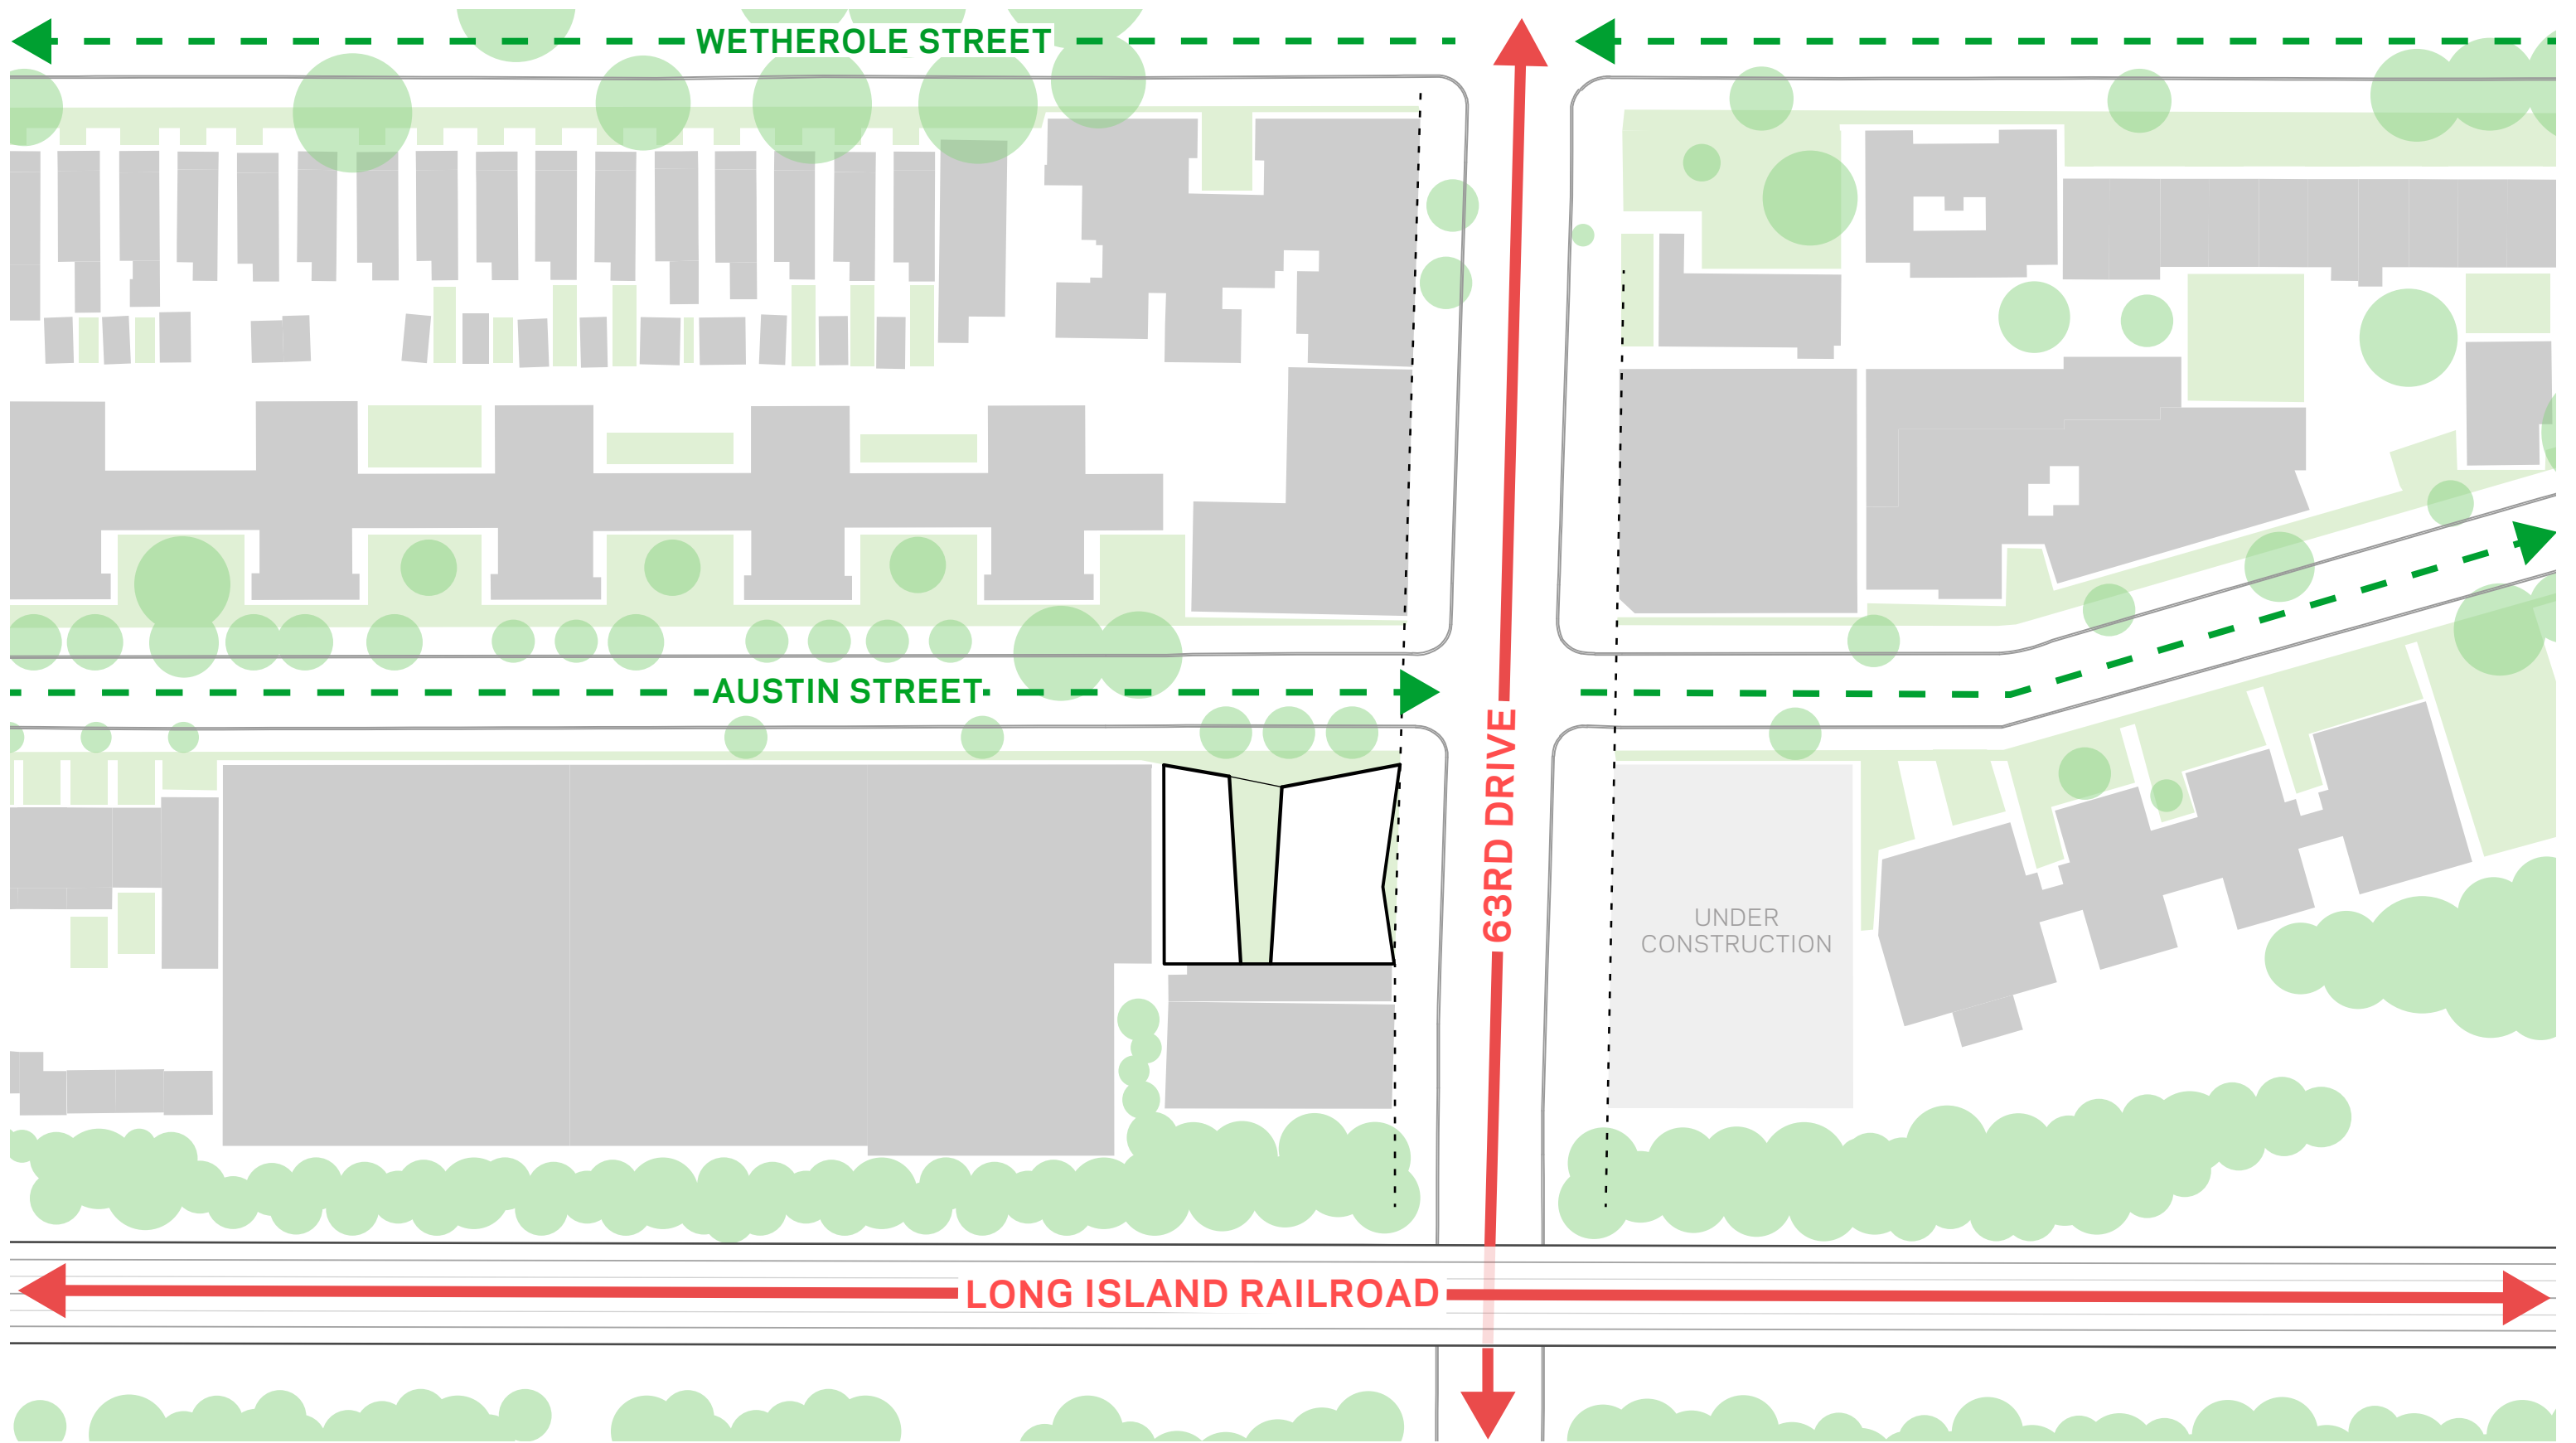 WETHEROLE STREET
AUSTIN STREET
63RD DRIVE
UNDER
CONSTRUCTION
LONG ISLAND RAILROAD